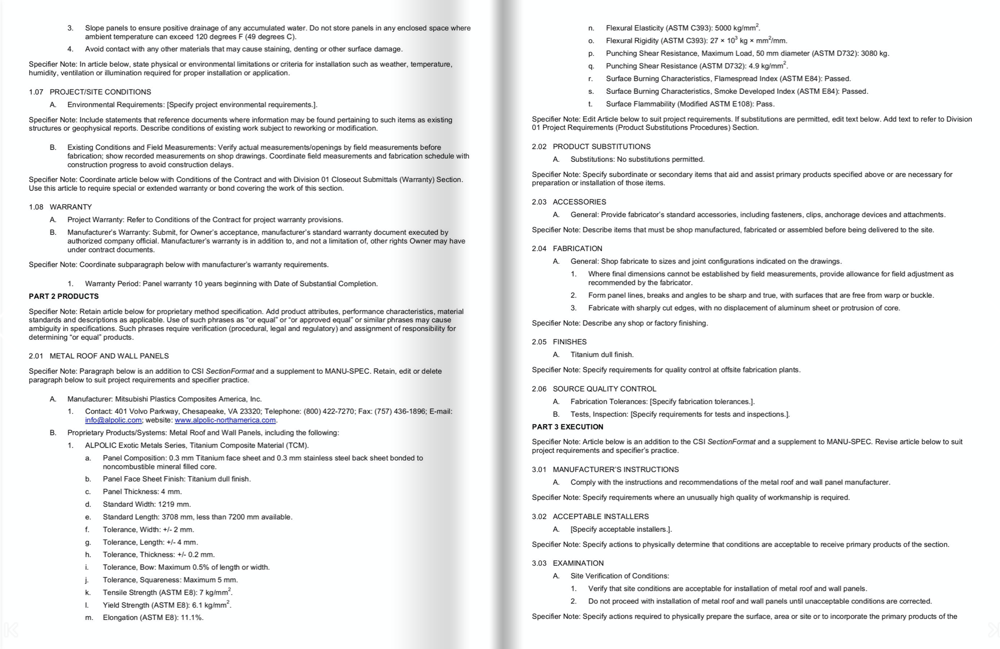 3. Slope panels to ensure positive drainage of any accumulated water. Do not store panels in any enclosed space where
ambient temperature can exceed 120 degrees F (49 degrees C).
4. Avoid contact with any other materials that may cause staining, denting or other surface damage.
Specifier Note: In article below, state physical or environmental limitations or criteria for installation such as weather, temperature,
humidity, ventilation or illumination required for proper installation or application.
1.07 PROJECT/SITE CONDITIONS
A. Environmental Requirements: [Specify project environmental requirements.].
Specifier Note: Include statements that reference documents where information may be found pertaining to such items as existing
structures or geophysical reports. Describe conditions of existing work subject to reworking or modification.
B. Existing Conditions and Field Measurements: Verify actual measurements/openings by field measurements before
fabrication; show recorded measurements on shop drawings. Coordinate field measurements and fabrication schedule with
construction progress to avoid construction delays.
Specifier Note: Coordinate article below with Conditions of the Contract and with Division 01 Closeout Submittals (Warranty) Section.
Use this article to require special or extended warranty or bond covering the work of this section.
1.08 WARRANTY
A. Project Warranty: Refer to Conditions of the Contract for project warranty provisions.
B. Manufacturer's Warranty: Submit, for Owner's acceptance, manufacturer's standard warranty document executed by
authorized company official. Manufacturer's warranty is in addition to, and not a limitation of, other rights Owner may have
under contract documents.
Specifier Note: Coordinate subparagraph below with manufacturer's warranty requirements.
1. Warranty Period: Panel warranty 10 years beginning with Date of Substantial Completion.
PART 2 PRODUCTS
Specifier Note: Retain article below for proprietary method specification. Add product attributes, performance characteristics, material
standards and descriptions as applicable. Use of such phrases as “or equal” or “or approved equal” or similar phrases may cause
ambiguity in specifications. Such phrases require verification (procedural, legal and regulatory) and assignment of responsibility for
determining “or equal” products.
2.01 METAL ROOF AND WALL PANELS
Specifier Note: Paragraph below is an addition to CSI SectionFormat and a supplement to MANU-SPEC. Retain, edit or delete
paragraph below to suit project requirements and specifier practice.
A. Manufacturer: Mitsubishi Plastics Composites America, Inc.
1. Contact: 401 Volvo Parkway, Chesapeake, VA 23320; Telephone: (800) 422-7270; Fax: (757) 436-1896; E-mail:
info@alpolic.com; website: www.alpolic-northamerica.com.
B. Proprietary Products/Systems: Metal Roof and Wall Panels, including the following:
1. ALPOLIC Exotic Metals Series, Titanium Composite Material (TCM).
a. Panel Composition: 0.3 mm Titanium face sheet and 0.3 mm stainless steel back sheet bonded to
noncombustible mineral filled core.
b. Panel Face Sheet Finish: Titanium dull finish.
c. Panel Thickness: 4 mm.
d. Standard Width: 1219 mm.
e. Standard Length: 3708 mm, less than 7200 mm available.
f. Tolerance, Width: +/- 2 mm.
g. Tolerance, Length: +/- 4 mm.
h. Tolerance, Thickness: +/- 0.2 mm.
i. Tolerance, Bow: Maximum 0.5% of length or width.
j. Tolerance, Squareness: Maximum 5 mm.
k. Tensile Strength (ASTM E8): 7 kg/mm².
l. Yield Strength (ASTM E8): 6.1 kg/mm².
m. Elongation (ASTM E8): 11.1%.
n. Flexural Elasticity (ASTM C393): 5000 kg/mm².
o. Flexural Rigidity (ASTM C393): 27 × 10³ kg × mm²/mm.
p. Punching Shear Resistance, Maximum Load, 50 mm diameter (ASTM D732): 3080 kg.
q. Punching Shear Resistance (ASTM D732): 4.9 kg/mm².
r. Surface Burning Characteristics, Flamespread Index (ASTM E84): Passed.
s. Surface Burning Characteristics, Smoke Developed Index (ASTM E84): Passed.
t. Surface Flammability (Modified ASTM E108): Pass.
Specifier Note: Edit Article below to suit project requirements. If substitutions are permitted, edit text below. Add text to refer to Division
01 Project Requirements (Product Substitutions Procedures) Section.
2.02 PRODUCT SUBSTITUTIONS
A. Substitutions: No substitutions permitted.
Specifier Note: Specify subordinate or secondary items that aid and assist primary products specified above or are necessary for
preparation or installation of those items.
2.03 ACCESSORIES
A. General: Provide fabricator's standard accessories, including fasteners, clips, anchorage devices and attachments.
Specifier Note: Describe items that must be shop manufactured, fabricated or assembled before being delivered to the site.
2.04 FABRICATION
A. General: Shop fabricate to sizes and joint configurations indicated on the drawings.
1. Where final dimensions cannot be established by field measurements, provide allowance for field adjustment as
recommended by the fabricator.
2. Form panel lines, breaks and angles to be sharp and true, with surfaces that are free from warp or buckle.
3. Fabricate with sharply cut edges, with no displacement of aluminum sheet or protrusion of core.
Specifier Note: Describe any shop or factory finishing.
2.05 FINISHES
A. Titanium dull finish.
Specifier Note: Specify requirements for quality control at offsite fabrication plants.
2.06 SOURCE QUALITY CONTROL
A. Fabrication Tolerances: [Specify fabrication tolerances.].
B. Tests, Inspection: [Specify requirements for tests and inspections.].
PART 3 EXECUTION
Specifier Note: Article below is an addition to the CSI SectionFormat and a supplement to MANU-SPEC. Revise article below to suit
project requirements and specifier's practice.
3.01 MANUFACTURER'S INSTRUCTIONS
A. Comply with the instructions and recommendations of the metal roof and wall panel manufacturer.
Specifier Note: Specify requirements where an unusually high quality of workmanship is required.
3.02 ACCEPTABLE INSTALLERS
A. [Specify acceptable installers.].
Specifier Note: Specify actions to physically determine that conditions are acceptable to receive primary products of the section.
3.03 EXAMINATION
A. Site Verification of Conditions:
1. Verify that site conditions are acceptable for installation of metal roof and wall panels.
2. Do not proceed with installation of metal roof and wall panels until unacceptable conditions are corrected.
Specifier Note: Specify actions required to physically prepare the surface, area or site or to incorporate the primary products of the